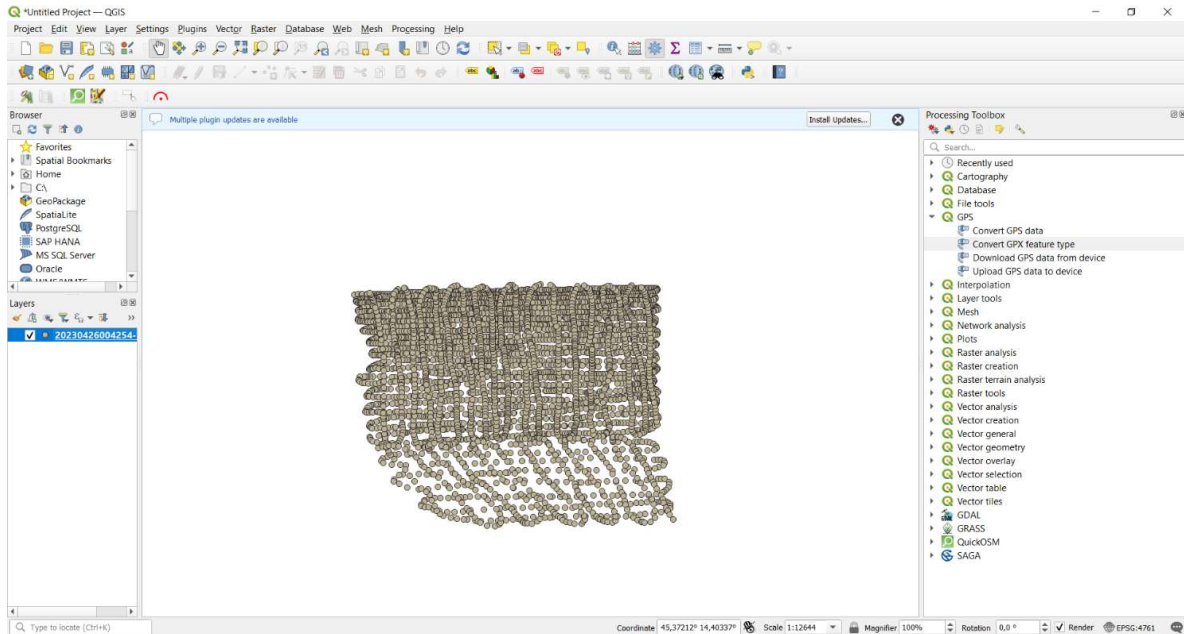 *Untitled Project — QGIS
Project Edit View Layer Settings Plugins Vector Raster Database Web Mesh Processing Help
Browser
Favorites
Spatial Bookmarks
Home
C:\
GeoPackage
SpatiaLite
PostgreSQL
SAP HANA
MS SQL Server
Oracle
WMS/WMTS
Layers
20230426004254-
Multiple plugin updates are available
Install Updates...
Processing Toolbox
Search...
Recently used
Cartography
Database
File tools
GPS
Convert GPS data
Convert GPX feature type
Download GPS data from device
Upload GPS data to device
Interpolation
Layer tools
Mesh
Network analysis
Plots
Raster analysis
Raster creation
Raster terrain analysis
Raster tools
Vector analysis
Vector creation
Vector general
Vector geometry
Vector overlay
Vector selection
Vector table
Vector tiles
GDAL
GRASS
QuickOSM
SAGA
Type to locate (Ctrl+K)
Coordinate 45,37212° 14,40337° Scale 1:12644 Magnifier 100% Rotation 0,0 ° Render EPSG:4761